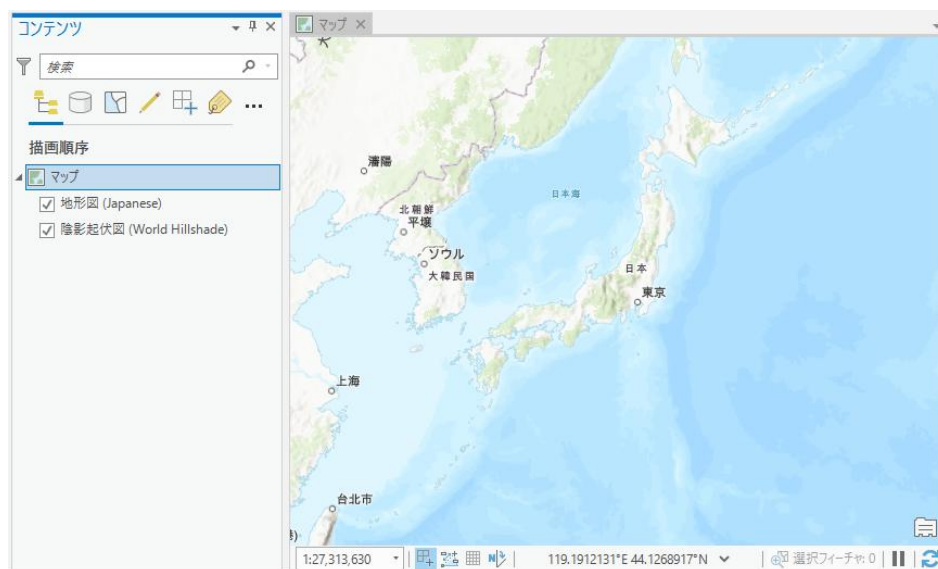 コンテンツ
検索
描画順序
マップ
地形図 (Japanese)
陰影起伏図 (World Hillshade)
マップ
瀋陽
日本海
北朝鮮
平壌
ソウル
大韓民国
日本
東京
上海
台北市
1:27,313,630
119.1912131°E 44.1268917°N
選択フィーチャ: 0